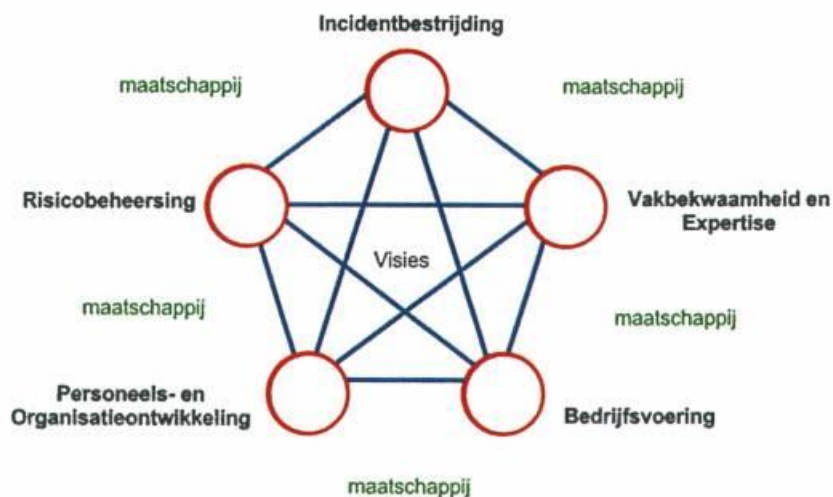 Incidentbestrijding
maatschappij
maatschappij
Risicobeheersing
Vakbekwaamheid en
Expertise
Visies
maatschappij
maatschappij
Personeels- en
Organisatieontwikkeling
Bedrijfsvoering
maatschappij